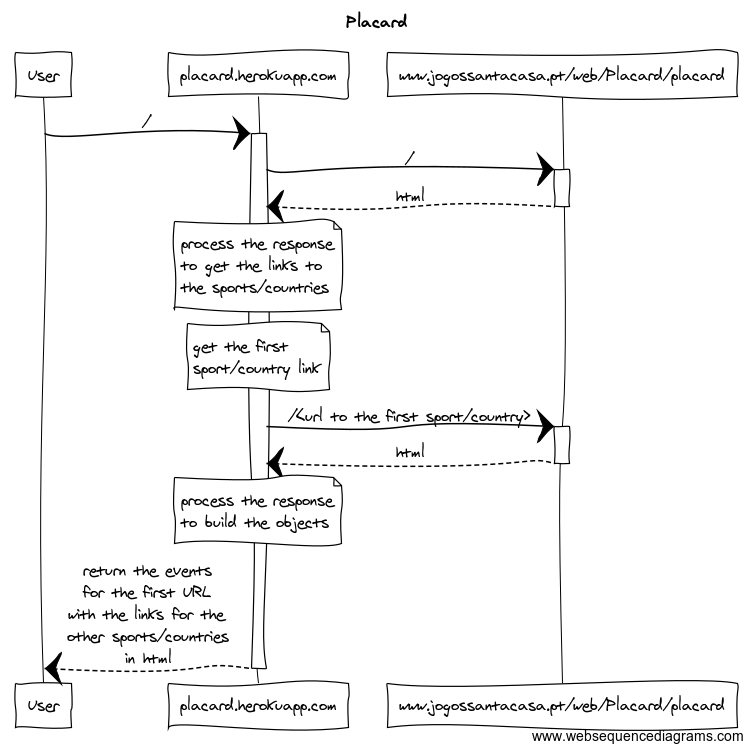 Placard
User
placard.herokuapp.com
www.jogossantacasa.pt/web/Placard/placard
/
/
html
process the response
to get the links to
the sports/countries
get the first
sport/country link
/<url to the first sport/country>
html
process the response
to build the objects
return the events
for the first URL
with the links for the
other sports/countries
in html
User
placard.herokuapp.com
www.jogossantacasa.pt/web/Placard/placard
www.websequencediagrams.com